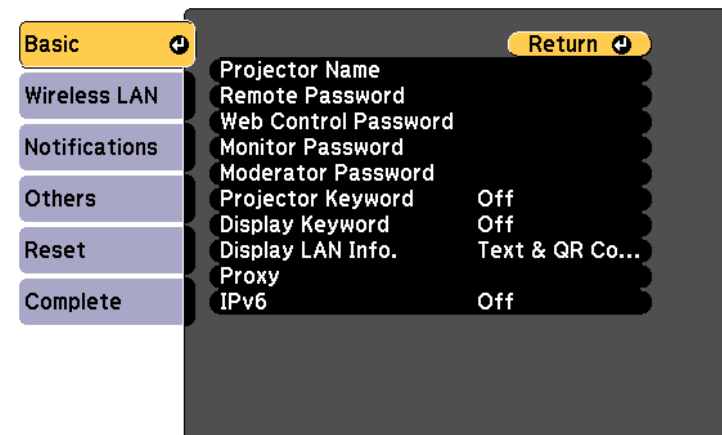 Basic
Wireless LAN
Notifications
Others
Reset
Complete
Return
Projector Name
Remote Password
Web Control Password
Monitor Password
Moderator Password
Projector Keyword Off
Display Keyword Off
Display LAN Info. Text & QR Co...
Proxy
IPv6 Off